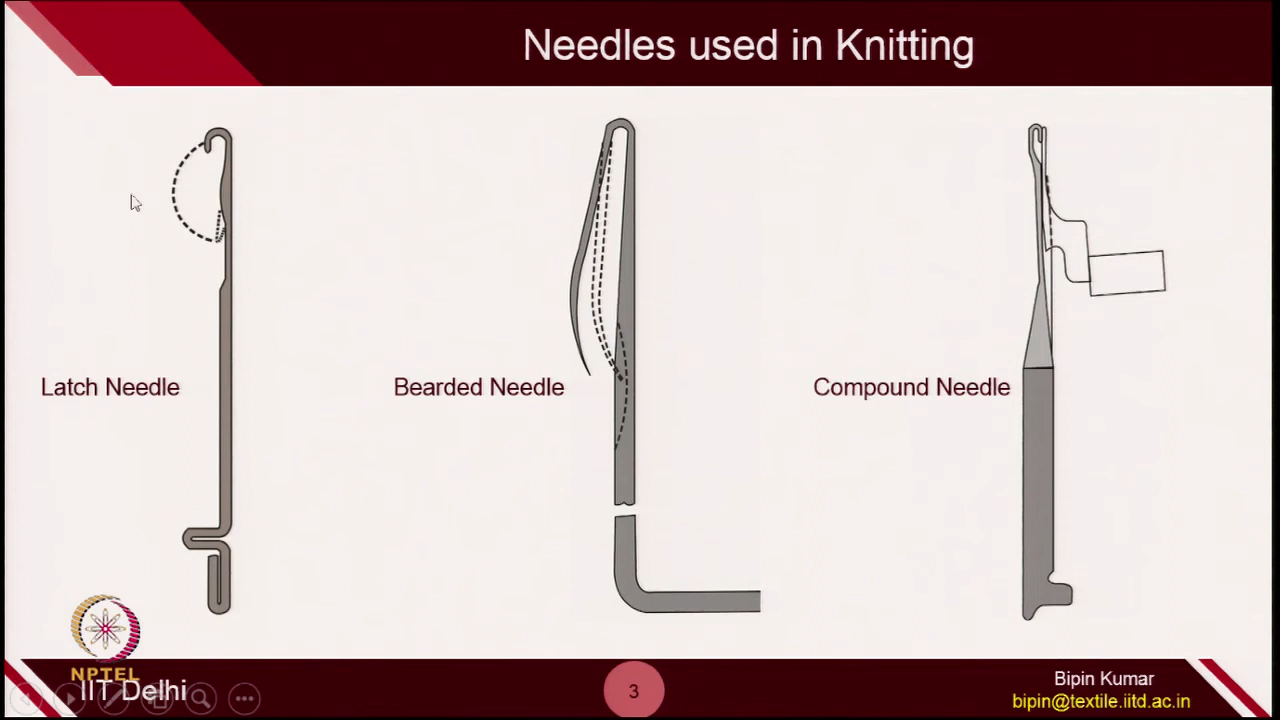 Needles used in Knitting
Latch Needle
Bearded Needle
Compound Needle
NPTEL
IIT Delhi
3
Bipin Kumar
bipin@textile.iitd.ac.in